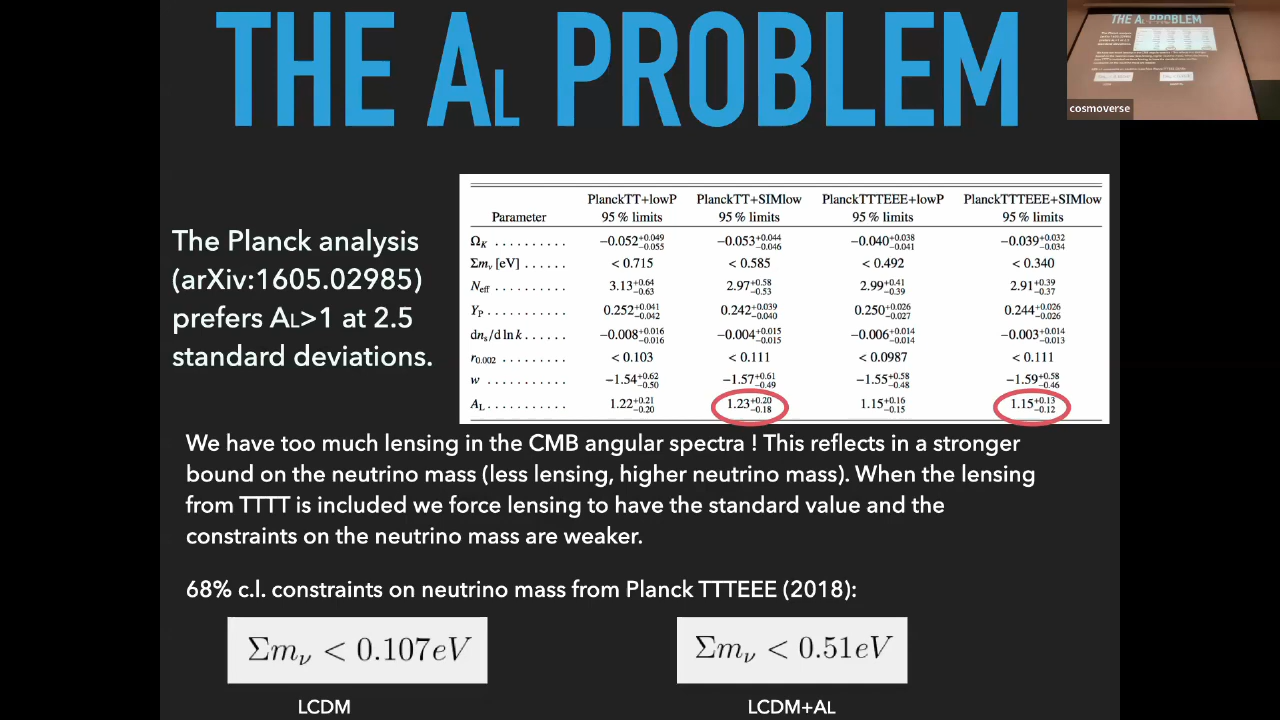 THE AL PROBLEM
THE AL PROBLEM
cosmoverse
The Planck analysis
(arXiv:1605.02985)
prefers AL>1 at 2.5
standard deviations.
PlanckTT+lowP PlanckTT+SIMlow PlanckTTTEEE+lowP PlanckTTTEEE+SIMlow
Parameter 95 % limits 95 % limits 95 % limits 95 % limits
Ω_K . . . . . . . . . . −0.052^{+0.049}_{−0.055} −0.053^{+0.044}_{−0.046} −0.040^{+0.038}_{−0.041} −0.039^{+0.032}_{−0.034}
Σm_ν [eV] . . . . . . < 0.715 < 0.585 < 0.492 < 0.340
N_eff . . . . . . . . . . 3.13^{+0.64}_{−0.63} 2.97^{+0.58}_{−0.53} 2.99^{+0.41}_{−0.39} 2.91^{+0.39}_{−0.37}
Y_P . . . . . . . . . . . 0.252^{+0.041}_{−0.042} 0.242^{+0.039}_{−0.040} 0.250^{+0.026}_{−0.027} 0.244^{+0.026}_{−0.026}
dn_s/d ln k . . . . . . −0.008^{+0.016}_{−0.016} −0.004^{+0.015}_{−0.015} −0.006^{+0.014}_{−0.014} −0.003^{+0.014}_{−0.013}
r_0.002 . . . . . . . . . < 0.103 < 0.111 < 0.0987 < 0.111
w . . . . . . . . . . . −1.54^{+0.62}_{−0.50} −1.57^{+0.61}_{−0.49} −1.55^{+0.58}_{−0.48} −1.59^{+0.58}_{−0.46}
A_L . . . . . . . . . . . 1.22^{+0.21}_{−0.20} 1.23^{+0.20}_{−0.18} 1.15^{+0.16}_{−0.15} 1.15^{+0.13}_{−0.12}
We have too much lensing in the CMB angular spectra ! This reflects in a stronger
bound on the neutrino mass (less lensing, higher neutrino mass). When the lensing
from TTTT is included we force lensing to have the standard value and the
constraints on the neutrino mass are weaker.
68% c.l. constraints on neutrino mass from Planck TTTEEE (2018):
Σm_ν < 0.107eV Σm_ν < 0.51eV
LCDM LCDM+AL